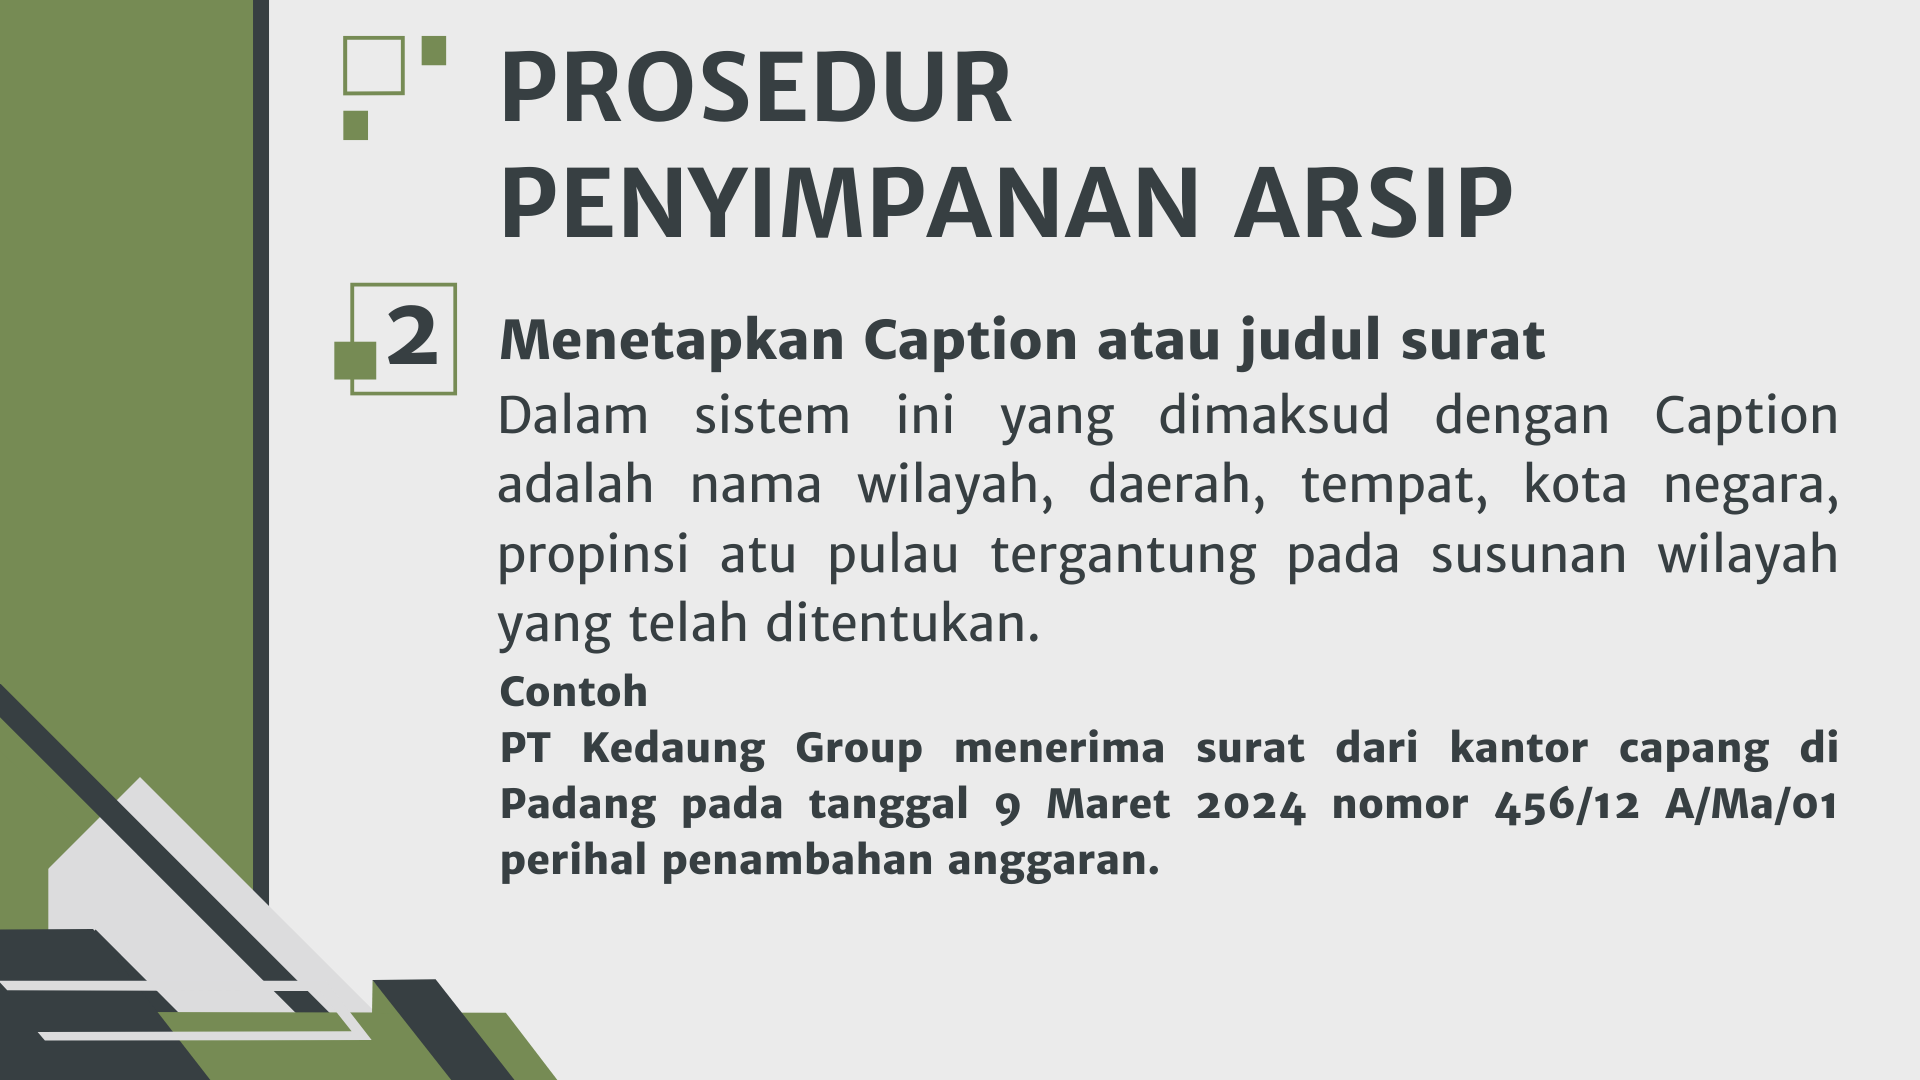 PROSEDUR
PENYIMPANAN ARSIP
2
Menetapkan Caption atau judul surat
Dalam sistem ini yang dimaksud dengan Caption
adalah nama wilayah, daerah, tempat, kota negara,
propinsi atu pulau tergantung pada susunan wilayah
yang telah ditentukan.
Contoh
PT Kedaung Group menerima surat dari kantor capang di
Padang pada tanggal 9 Maret 2024 nomor 456/12 A/Ma/01
perihal penambahan anggaran.